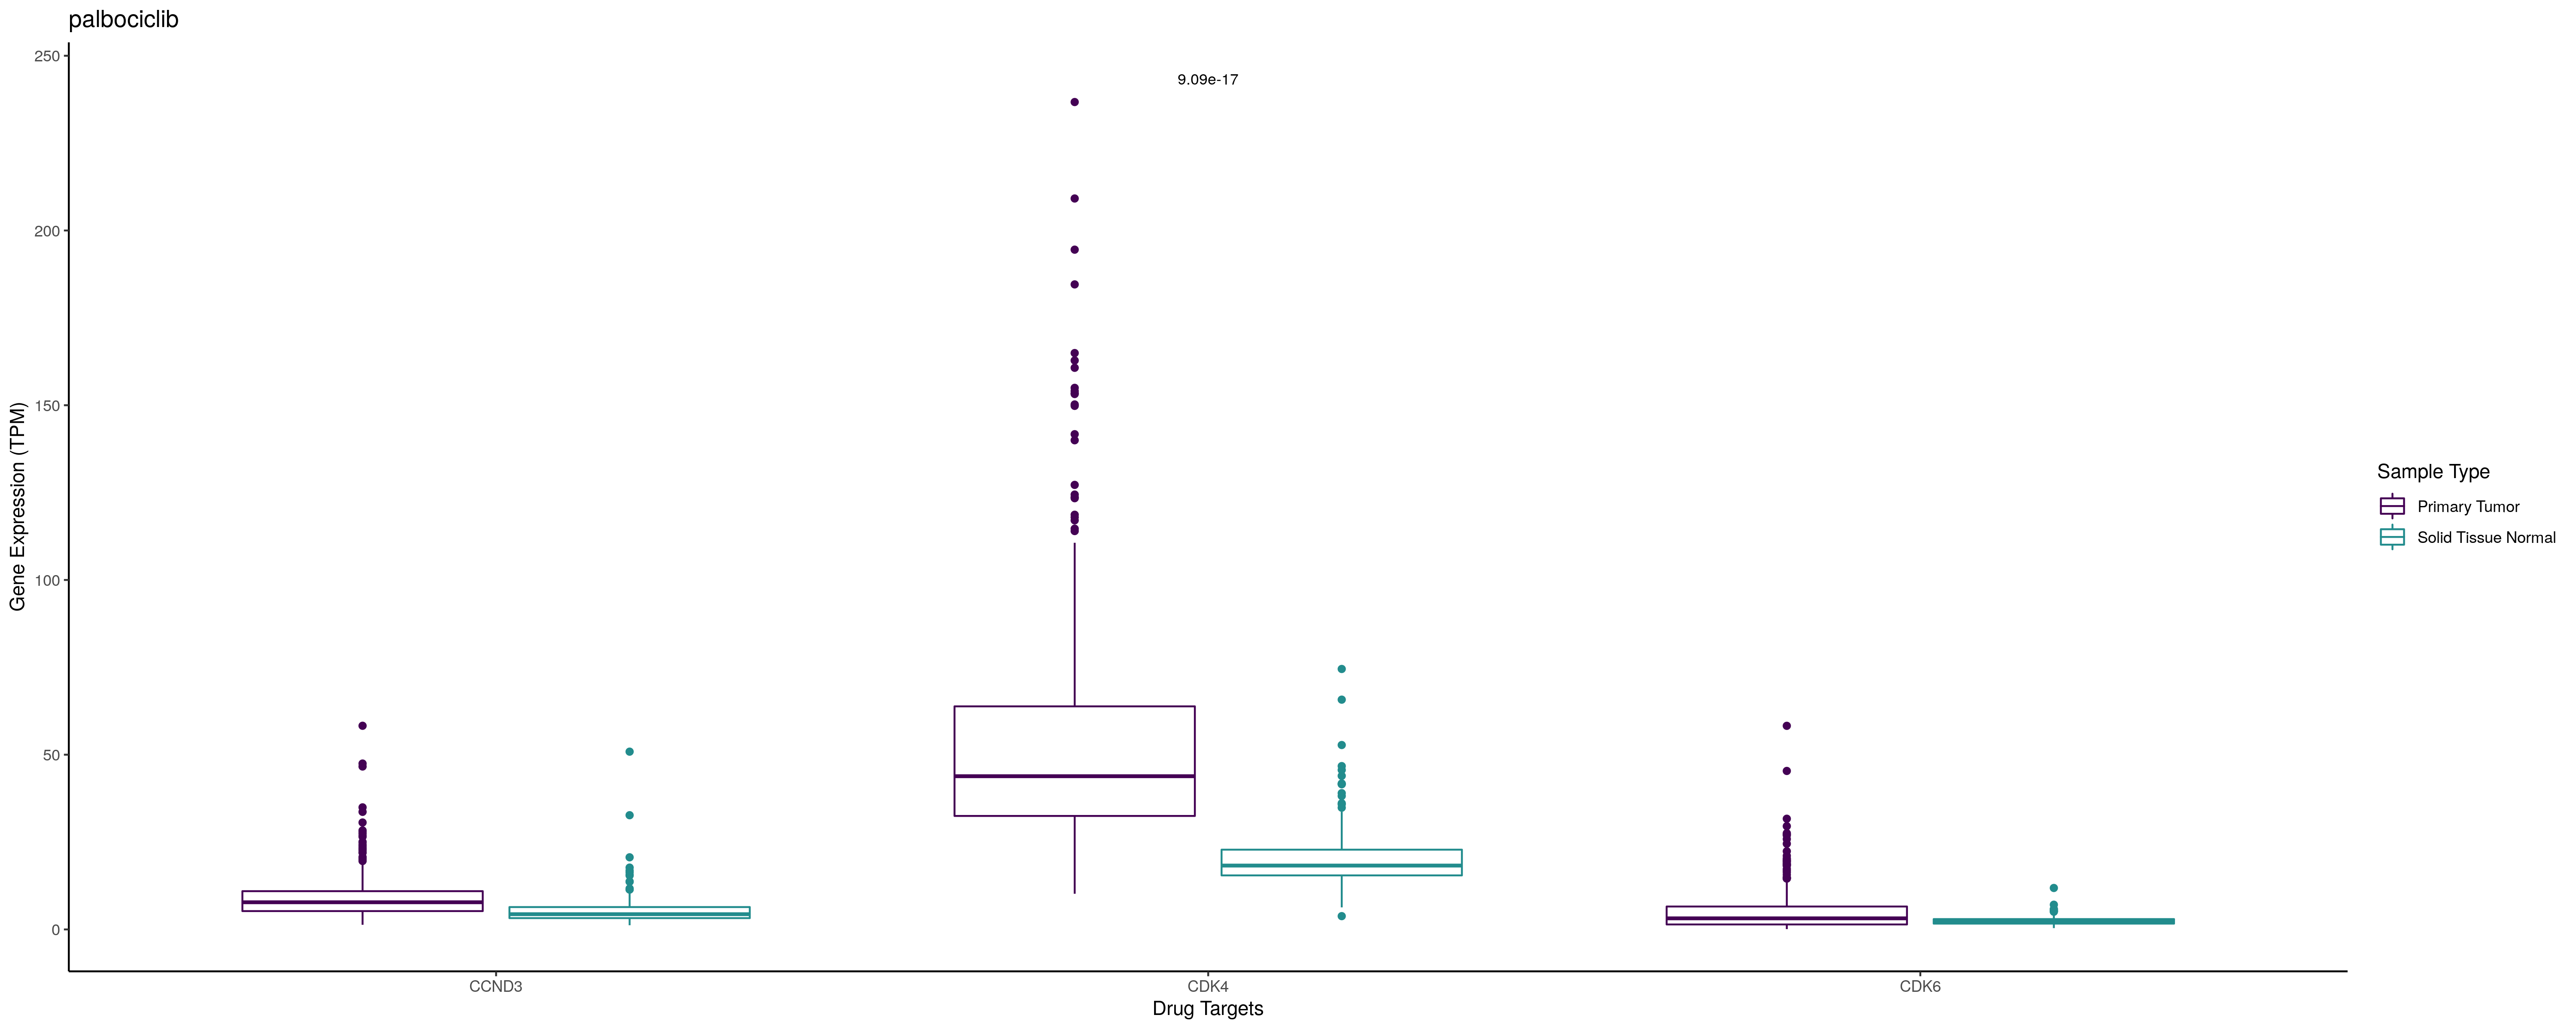 palbociclib
250
200
150
100
50
0
Gene Expression (TPM)
9.09e-17
CCND3
CDK4
CDK6
Drug Targets
Sample Type
Primary Tumor
Solid Tissue Normal